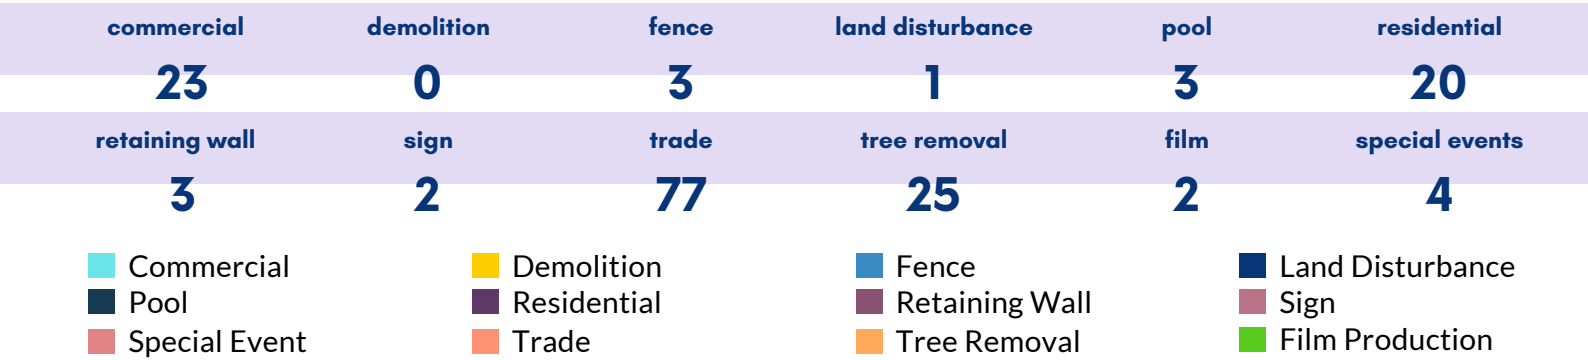 commercial demolition fence land disturbance pool residential
23 0 3 1 3 20
retaining wall sign trade tree removal film special events
3 2 77 25 2 4
Commercial Demolition Fence Land Disturbance
Pool Residential Retaining Wall Sign
Special Event Trade Tree Removal Film Production